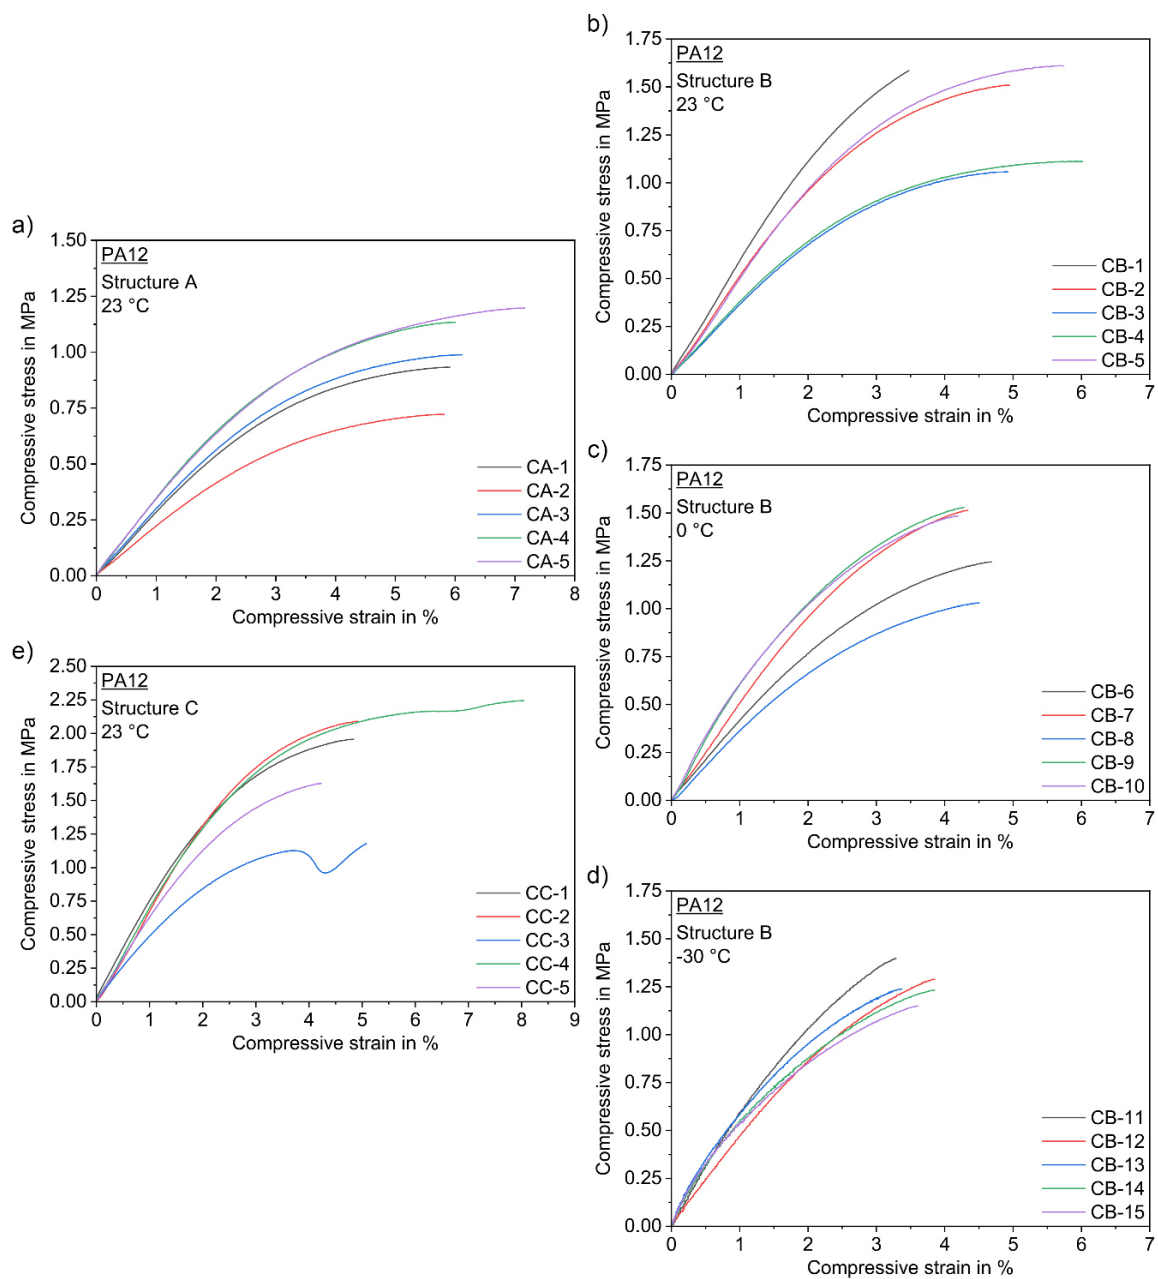 a)
1.50
1.25
1.00
0.75
0.50
0.25
0.00
Compressive stress in MPa
PA12
Structure A
23 °C
CA-1
CA-2
CA-3
CA-4
CA-5
0 1 2 3 4 5 6 7 8
Compressive strain in %
b)
1.75
1.50
1.25
1.00
0.75
0.50
0.25
0.00
Compressive stress in MPa
PA12
Structure B
23 °C
CB-1
CB-2
CB-3
CB-4
CB-5
0 1 2 3 4 5 6 7
Compressive strain in %
c)
1.75
1.50
1.25
1.00
0.75
0.50
0.25
0.00
Compressive stress in MPa
PA12
Structure B
0 °C
CB-6
CB-7
CB-8
CB-9
CB-10
0 1 2 3 4 5 6 7
Compressive strain in %
d)
1.75
1.50
1.25
1.00
0.75
0.50
0.25
0.00
Compressive stress in MPa
PA12
Structure B
-30 °C
CB-11
CB-12
CB-13
CB-14
CB-15
0 1 2 3 4 5 6 7
Compressive strain in %
e)
2.50
2.25
2.00
1.75
1.50
1.25
1.00
0.75
0.50
0.25
0.00
Compressive stress in MPa
PA12
Structure C
23 °C
CC-1
CC-2
CC-3
CC-4
CC-5
0 1 2 3 4 5 6 7 8 9
Compressive strain in %